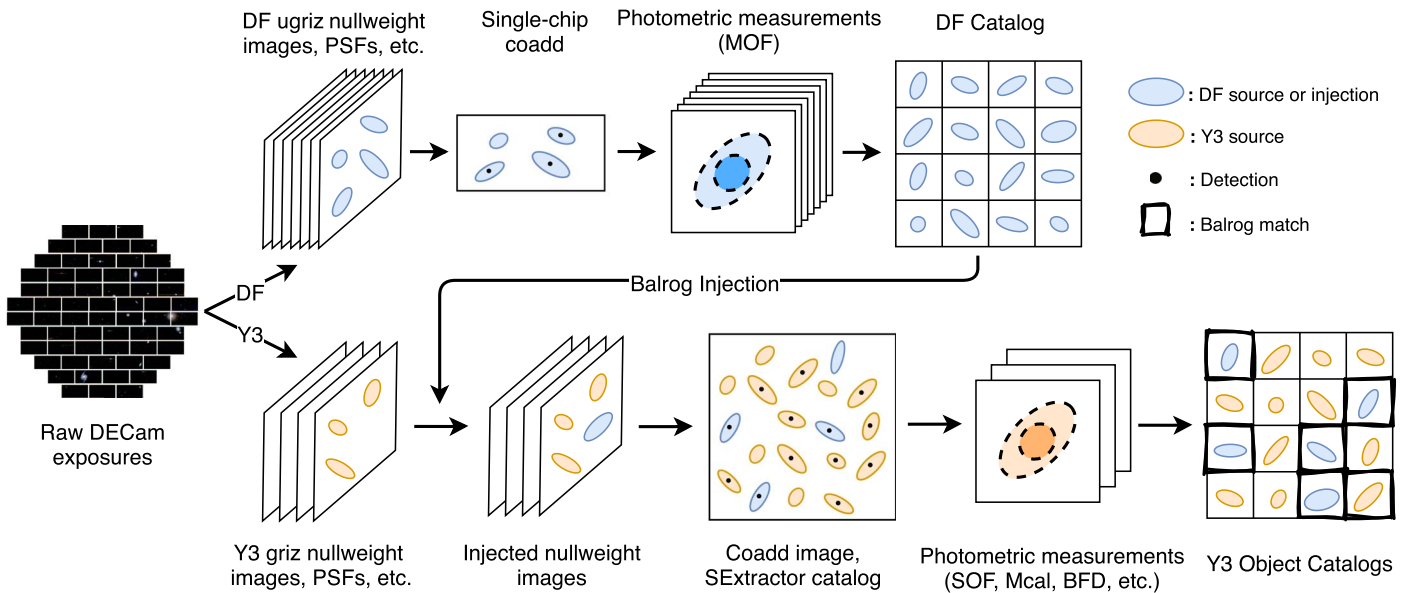 DF ugriz nullweight
images, PSFs, etc.
Single-chip
coadd
Photometric measurements
(MOF)
DF Catalog
: DF source or injection
: Y3 source
: Detection
: Balrog match
DF
Y3
Balrog Injection
Raw DECam
exposures
Y3 griz nullweight
images, PSFs, etc.
Injected nullweight
images
Coadd image,
SExtractor catalog
Photometric measurements
(SOF, Mcal, BFD, etc.)
Y3 Object Catalogs